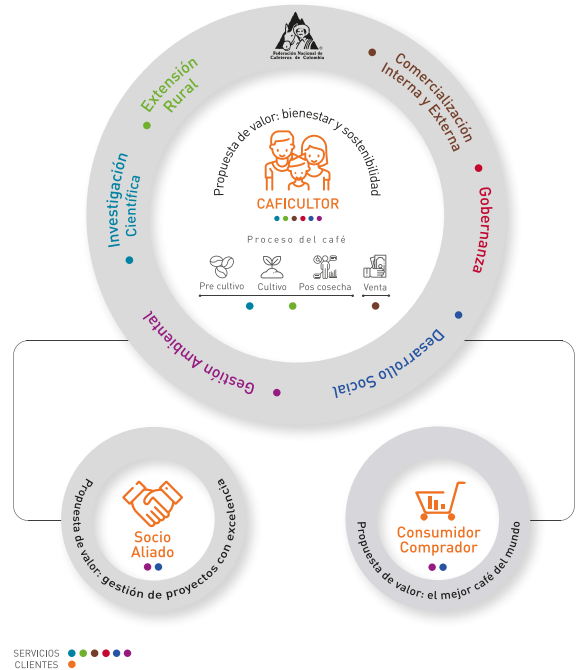 Federación Nacional de
Cafeteros de Colombia
Extensión
Rural
Comercialización
Interna y Externa
Investigación
Científica
Gobernanza
Gestión Ambiental
Desarrollo Social
Propuesta de valor: bienestar y sostenibilidad
CAFICULTOR
Proceso del café
Pre cultivo
Cultivo
Pos cosecha
Venta
Socio
Aliado
Propuesta de valor: gestión de proyectos con excelencia
Consumidor
Comprador
Propuesta de valor: el mejor café del mundo
SERVICIOS
CLIENTES